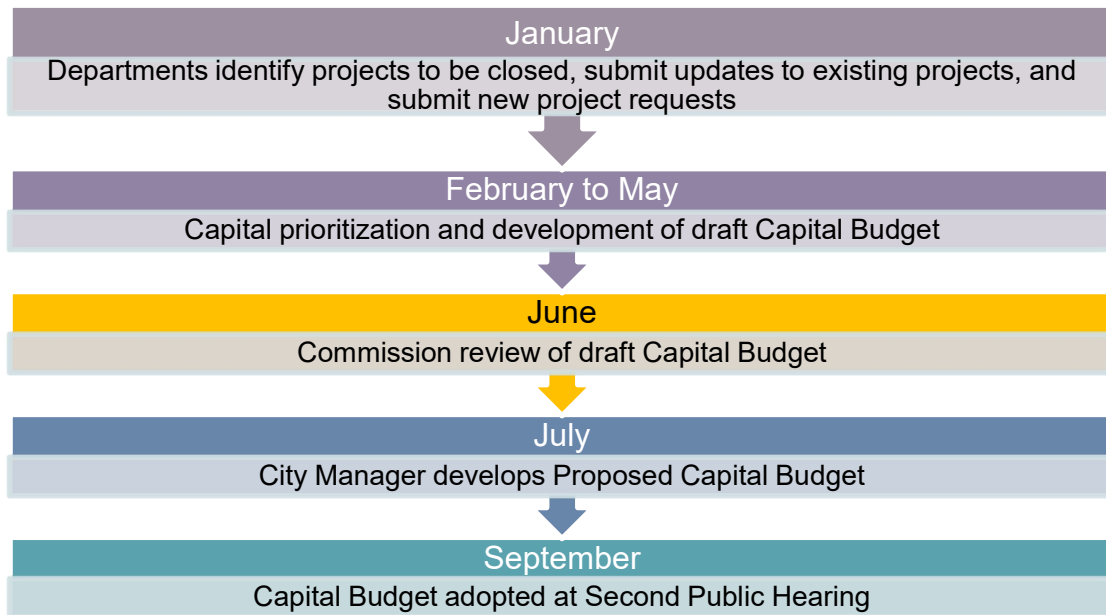 January
Departments identify projects to be closed, submit updates to existing projects, and
submit new project requests
February to May
Capital prioritization and development of draft Capital Budget
June
Commission review of draft Capital Budget
July
City Manager develops Proposed Capital Budget
September
Capital Budget adopted at Second Public Hearing